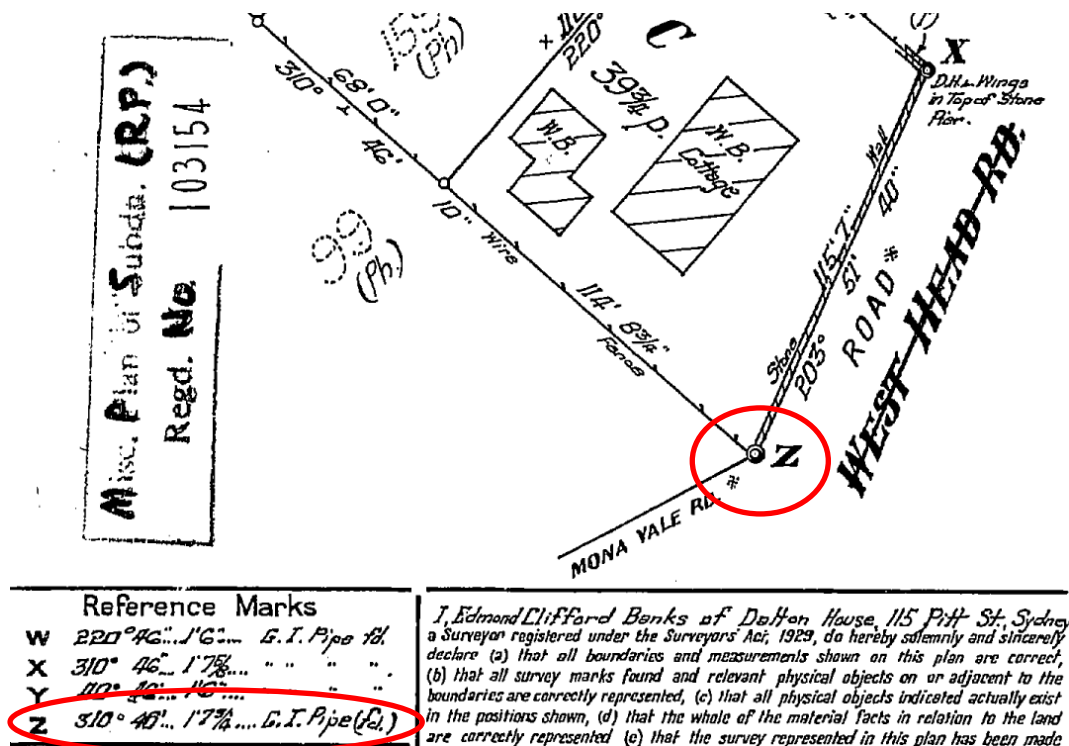 Misc. Plan of Subdn. (R.P.)
Regd. No. 103154
310°
46'
68' 0"
(Ph)
+
220°
C
39¾ p.
W.B.
W.B.
Cottage
X
D.H. & Wings
in Top of Stone
Pier.
10"
Wire
114' 8¾"
Fence
99
(Ph)
Stone
Wall
115' 7"
203°
51'
40"
ROAD *
WEST HEAD RD.
Z
MONA VALE RD. *
Reference Marks
W 220° 46".... 1'6".... G.I. Pipe fd.
X 310° 46".... " " " "
Y
Z 310° 46"... 1'7¾".... G.I. Pipe (fd.)
I, Edmond Clifford Banks of Dalton House, 115 Pitt St, Sydney
a Surveyor registered under the Surveyors' Act, 1929, do hereby solemnly and sincerely
declare (a) that all boundaries and measurements shown on this plan are correct,
(b) that all survey marks found and relevant physical objects on or adjacent to the
boundaries are correctly represented, (c) that all physical objects indicated actually exist
in the positions shown, (d) that the whole of the material facts in relation to the land
are correctly represented (e) that the survey represented in this plan has been made